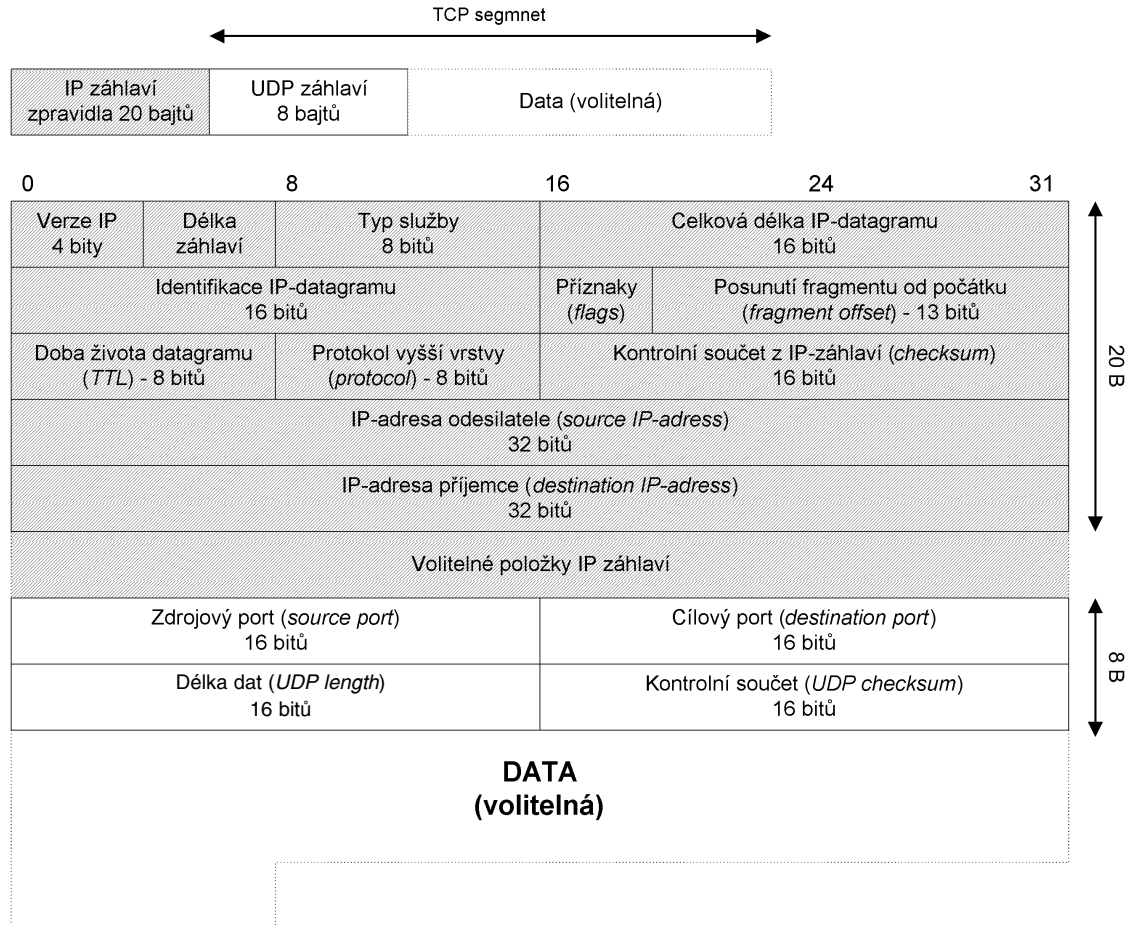 TCP segmnet
IP záhlaví
zpravidla 20 bajtů
UDP záhlaví
8 bajtů
Data (volitelná)
0 8 16 24 31
Verze IP
4 bity
Délka
záhlaví
Typ služby
8 bitů
Celková délka IP-datagramu
16 bitů
Identifikace IP-datagramu
16 bitů
Příznaky
(flags)
Posunutí fragmentu od počátku
(fragment offset) - 13 bitů
Doba života datagramu
(TTL) - 8 bitů
Protokol vyšší vrstvy
(protocol) - 8 bitů
Kontrolní součet z IP-záhlaví (checksum)
16 bitů
IP-adresa odesilatele (source IP-adress)
32 bitů
IP-adresa příjemce (destination IP-adress)
32 bitů
20 B
Volitelné položky IP záhlaví
Zdrojový port (source port)
16 bitů
Cílový port (destination port)
16 bitů
Délka dat (UDP length)
16 bitů
Kontrolní součet (UDP checksum)
16 bitů
8 B
DATA
(volitelná)